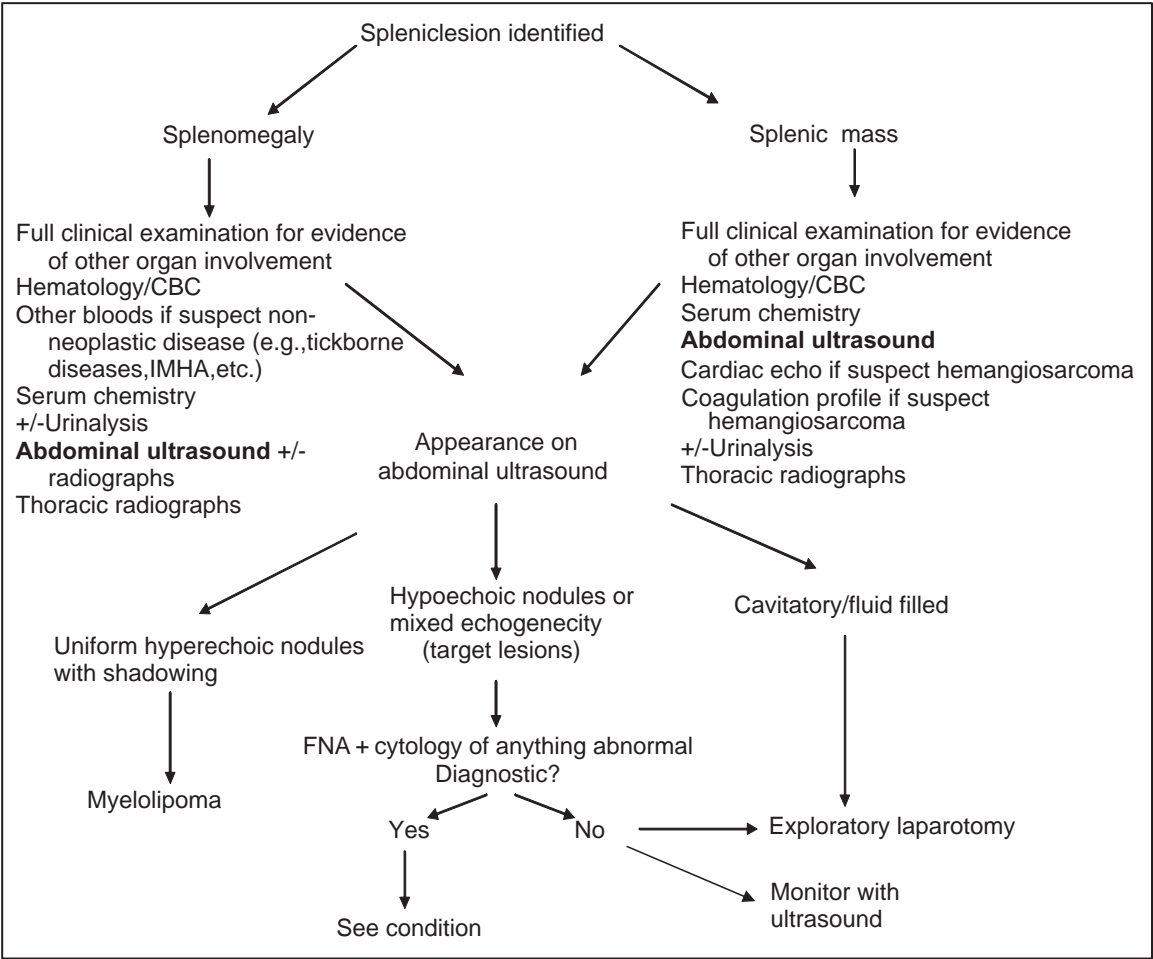 Spleniclesion identified
Splenomegaly
Splenic mass
Full clinical examination for evidence
of other organ involvement
Hematology/CBC
Other bloods if suspect non-
neoplastic disease (e.g.,tickborne
diseases,IMHA,etc.)
Serum chemistry
+/-Urinalysis
Abdominal ultrasound +/-
radiographs
Thoracic radiographs
Full clinical examination for evidence
of other organ involvement
Hematology/CBC
Serum chemistry
Abdominal ultrasound
Cardiac echo if suspect hemangiosarcoma
Coagulation profile if suspect
hemangiosarcoma
+/-Urinalysis
Thoracic radiographs
Appearance on
abdominal ultrasound
Uniform hyperechoic nodules
with shadowing
Hypoechoic nodules or
mixed echogenecity
(target lesions)
Cavitatory/fluid filled
Myelolipoma
FNA + cytology of anything abnormal
Diagnostic?
Yes
No
Exploratory laparotomy
See condition
Monitor with
ultrasound